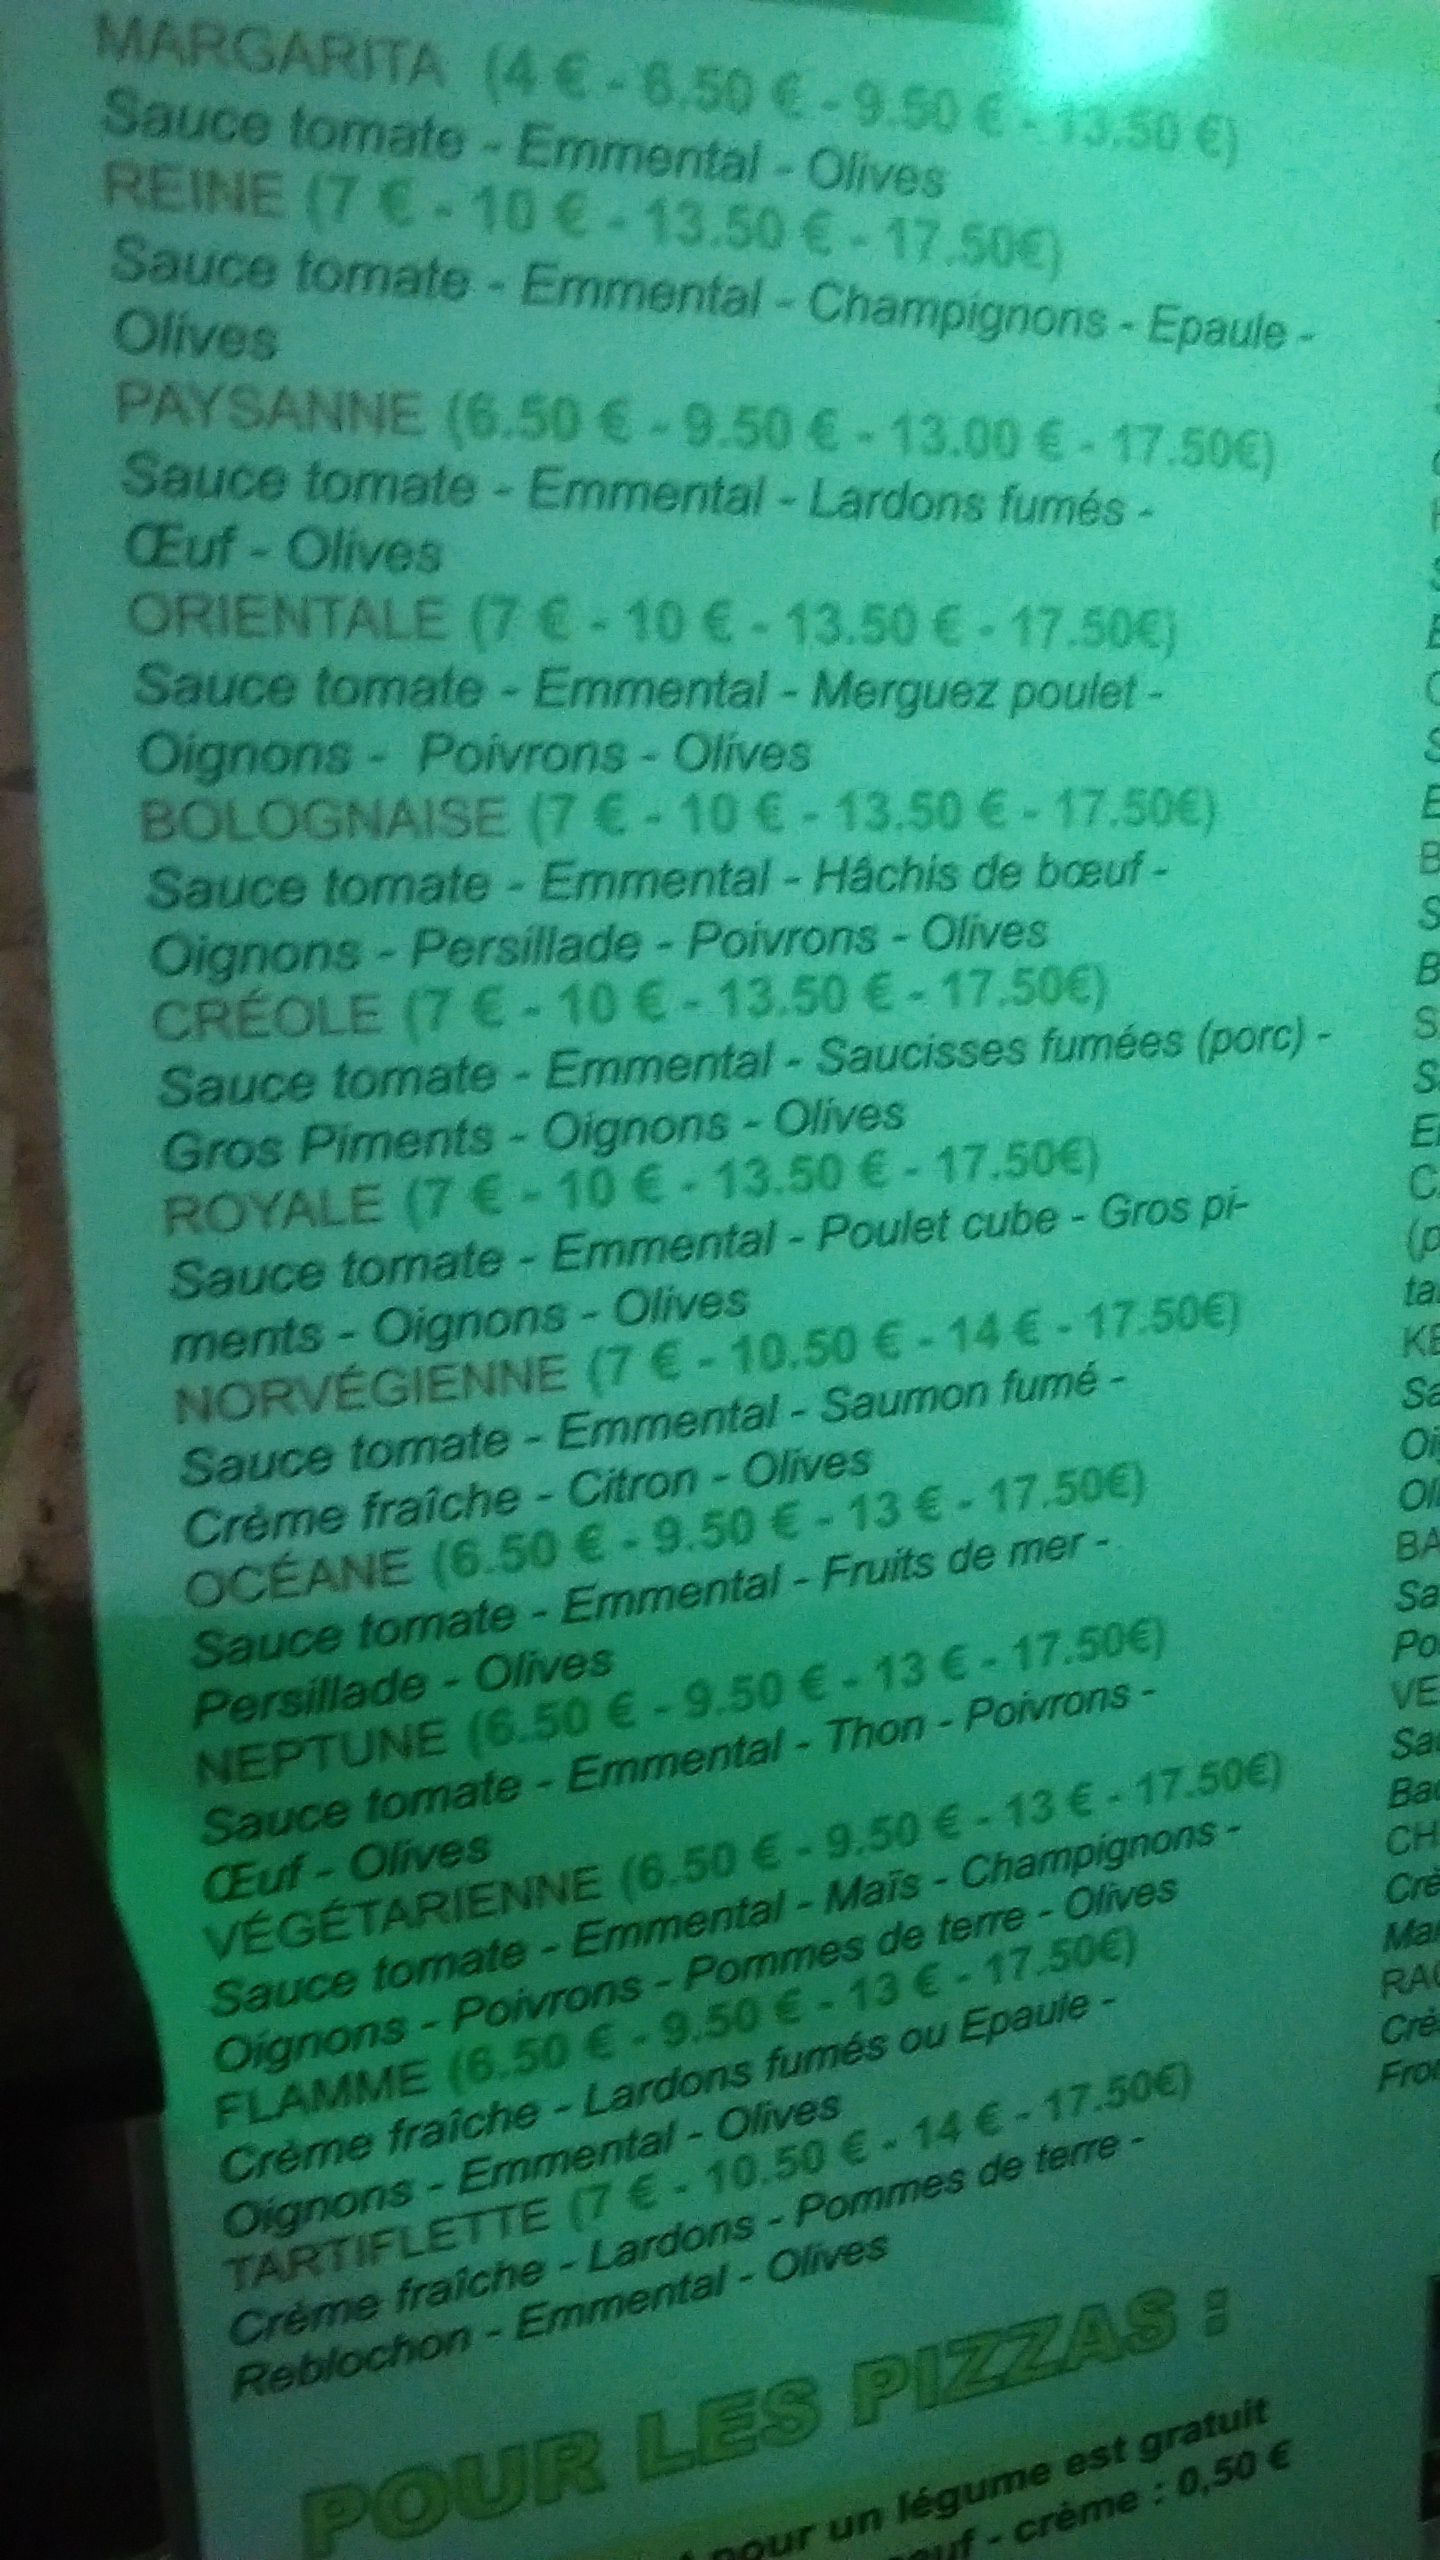 MARGARITA (4 € - 6.50 € - 9.50 € - 13.50 €)
Sauce tomate - Emmental - Olives
REINE (7 € - 10 € - 13.50 € - 17.50€)
Sauce tomate - Emmental - Champignons - Epaule -
Olives
PAYSANNE (6.50 € - 9.50 € - 13.00 € - 17.50€)
Sauce tomate - Emmental - Lardons fumés -
Œuf - Olives
ORIENTALE (7 € - 10 € - 13.50 € - 17.50€)
Sauce tomate - Emmental - Merguez poulet -
Oignons - Poivrons - Olives
BOLOGNAISE (7 € - 10 € - 13.50 € - 17.50€)
Sauce tomate - Emmental - Hâchis de bœuf -
Oignons - Persillade - Poivrons - Olives
CRÉOLE (7 € - 10 € - 13.50 € - 17.50€)
Sauce tomate - Emmental - Saucisses fumées (porc) -
Gros Piments - Oignons - Olives
ROYALE (7 € - 10 € - 13.50 € - 17.50€)
Sauce tomate - Emmental - Poulet cube - Gros pi-
ments - Oignons - Olives
NORVÉGIENNE (7 € - 10.50 € - 14 € - 17.50€)
Sauce tomate - Emmental - Saumon fumé -
Crème fraîche - Citron - Olives
OCÉANE (6.50 € - 9.50 € - 13 € - 17.50€)
Sauce tomate - Emmental - Fruits de mer -
Persillade - Olives
NEPTUNE (6.50 € - 9.50 € - 13 € - 17.50€)
Sauce tomate - Emmental - Thon - Poivrons -
Œuf - Olives
VÉGÉTARIENNE (6.50 € - 9.50 € - 13 € - 17.50€)
Sauce tomate - Emmental - Maïs - Champignons -
Oignons - Poivrons - Pommes de terre - Olives
FLAMME (6.50 € - 9.50 € - 13 € - 17.50€)
Crème fraîche - Lardons fumés ou Epaule -
Oignons - Emmental - Olives
TARTIFLETTE (7 € - 10.50 € - 14 € - 17.50€)
Crème fraîche - Lardons - Pommes de terre -
Reblochon - Emmental - Olives
POUR LES PIZZAS :
pour un légume est gratuit
- crème : 0,50 €